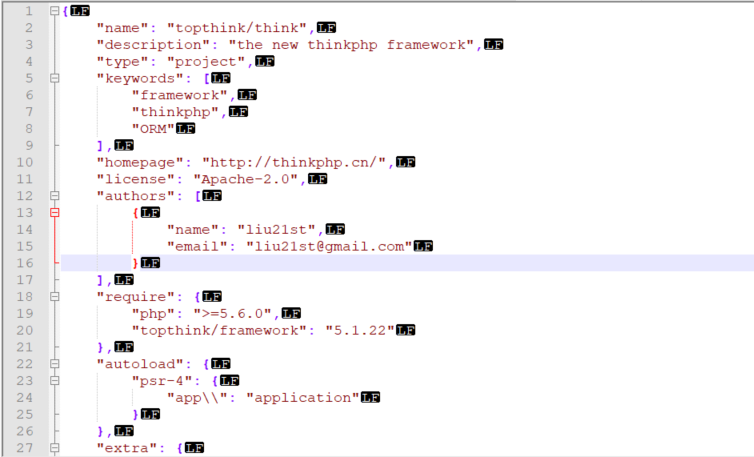 1 {LF
2 "name": "topthink/think",LF
3 "description": "the new thinkphp framework",LF
4 "type": "project",LF
5 "keywords": [LF
6 "framework",LF
7 "thinkphp",LF
8 "ORM"LF
9 ],LF
10 "homepage": "http://thinkphp.cn/",LF
11 "license": "Apache-2.0",LF
12 "authors": [LF
13 {LF
14 "name": "liu21st",LF
15 "email": "liu21st@gmail.com"LF
16 }LF
17 ],LF
18 "require": {LF
19 "php": ">=5.6.0",LF
20 "topthink/framework": "5.1.22"LF
21 },LF
22 "autoload": {LF
23 "psr-4": {LF
24 "app\\": "application"LF
25 }LF
26 },LF
27 "extra": {LF